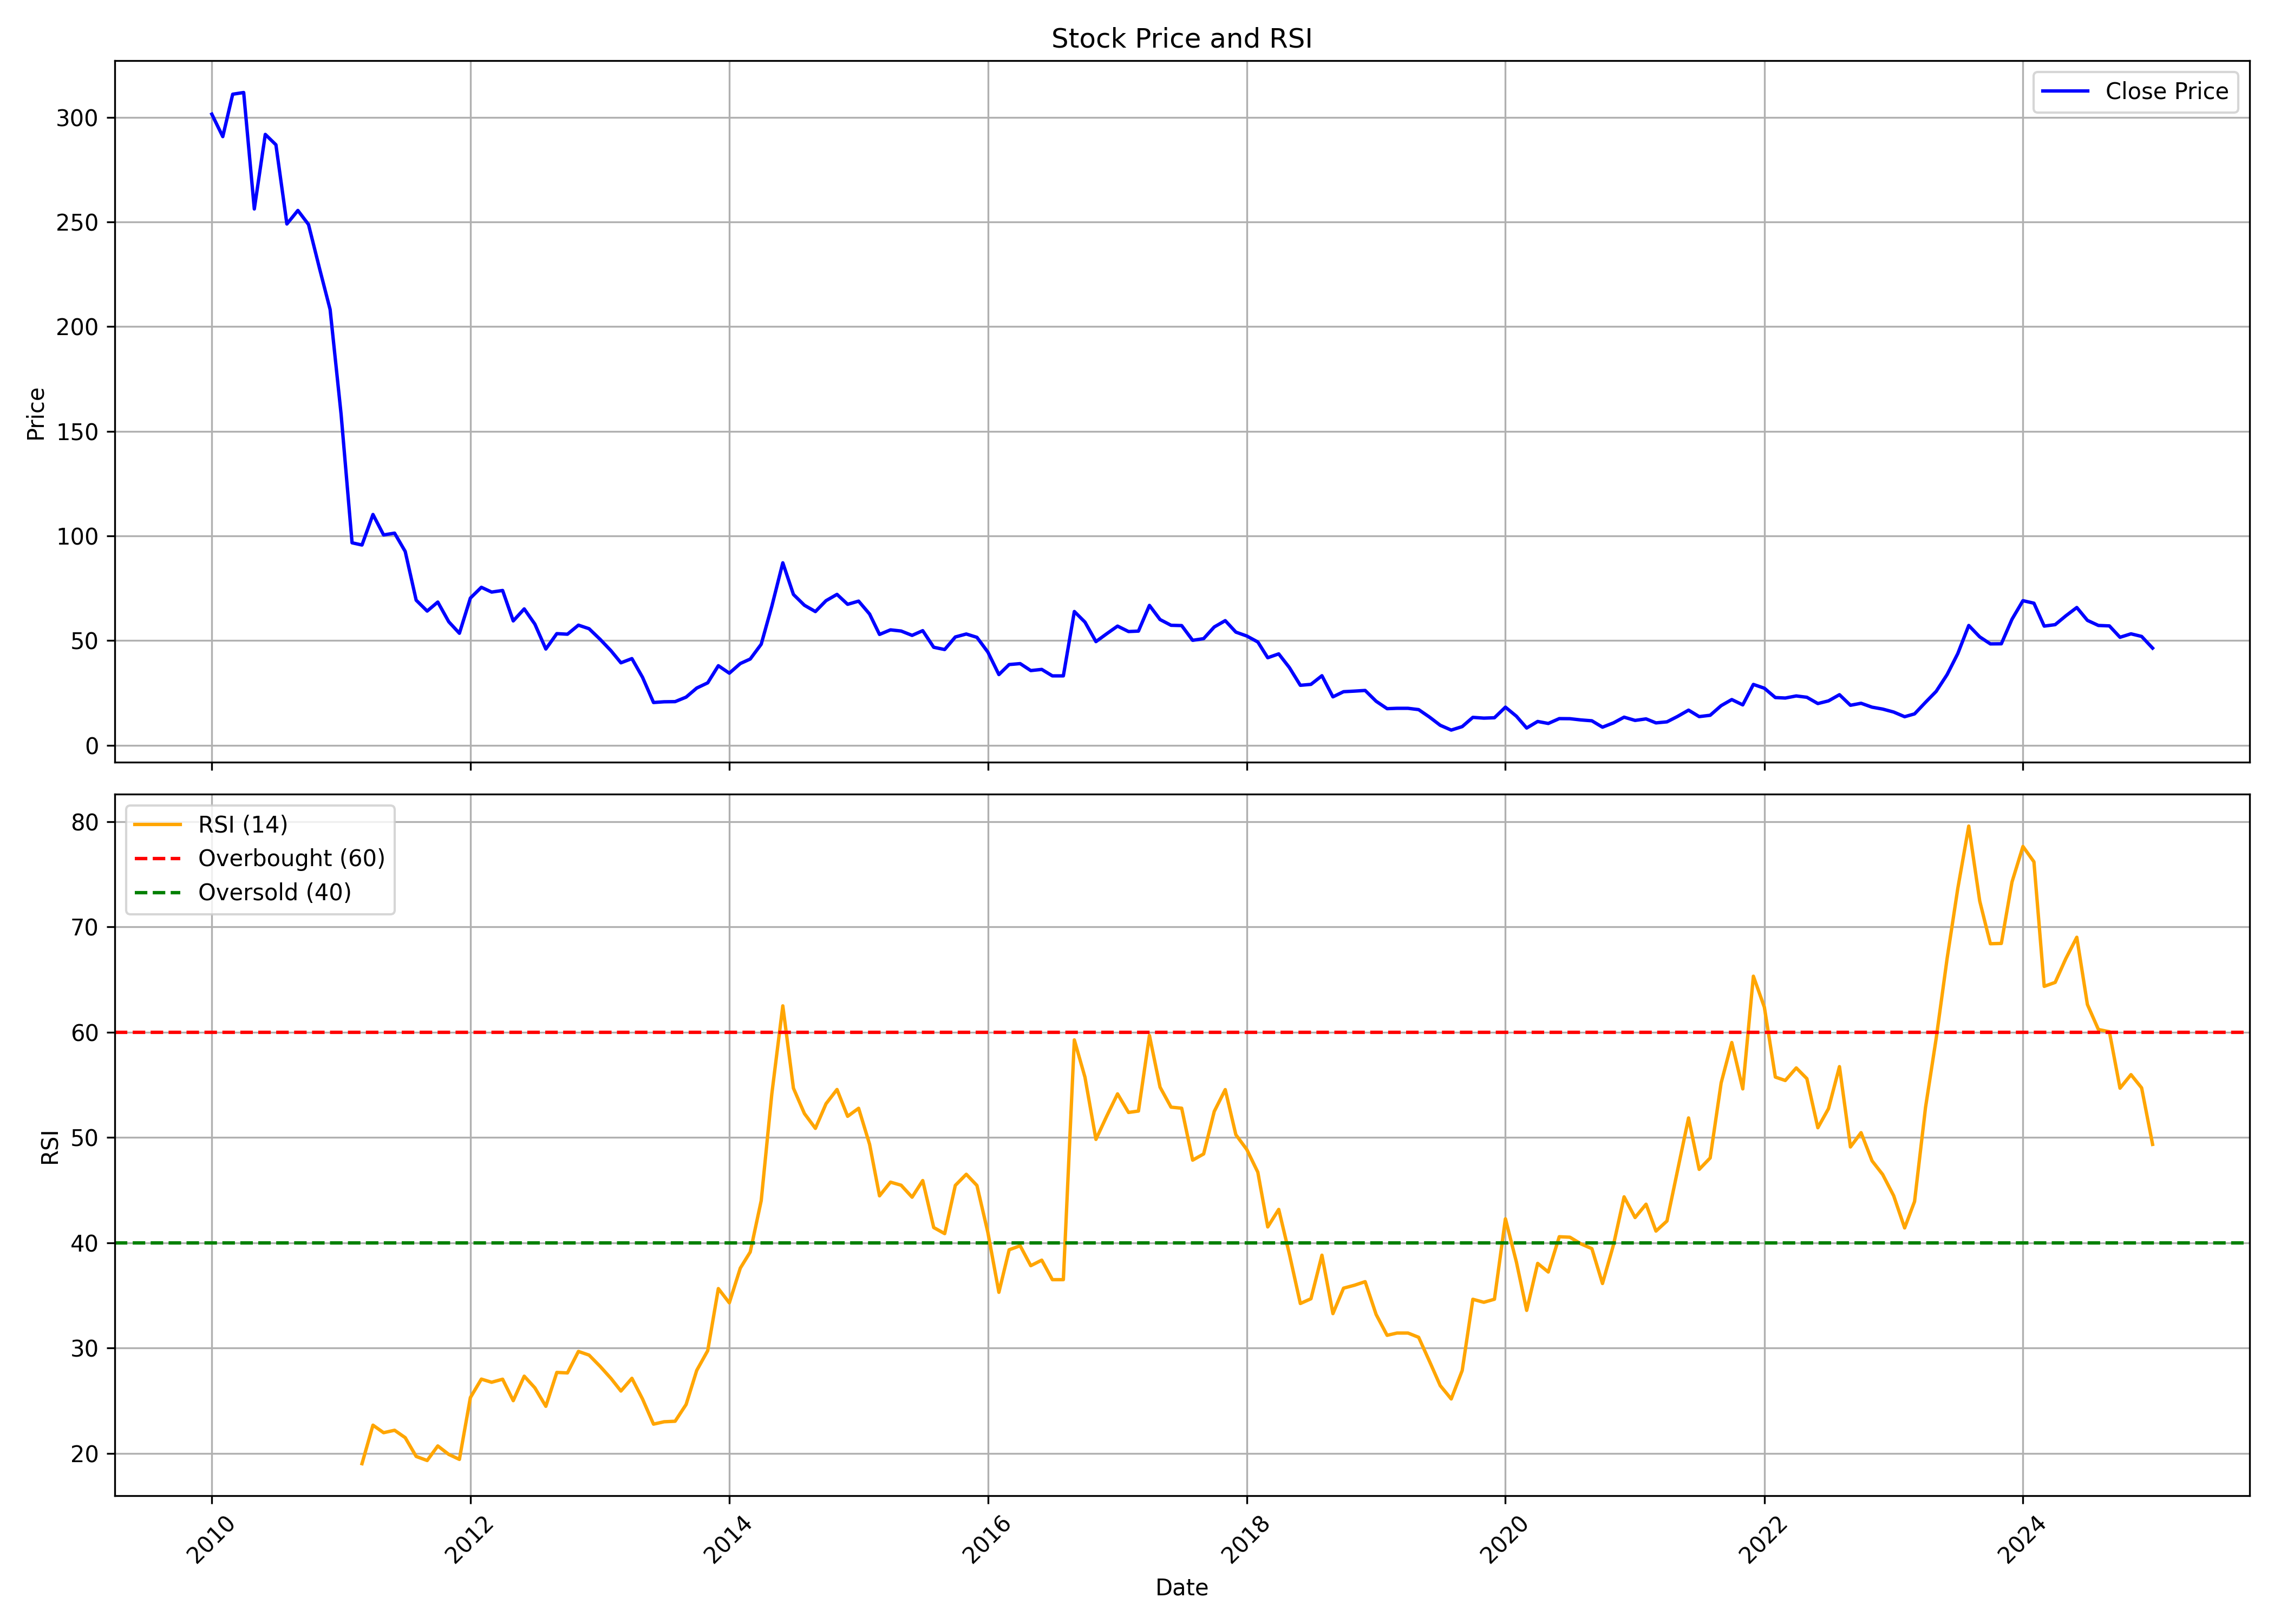 Stock Price and RSI
Close Price
300
250
200
150
100
50
0
Price
RSI (14)
Overbought (60)
Oversold (40)
80
70
60
50
40
30
20
RSI
2010
2012
2014
2016
2018
2020
2022
2024
Date